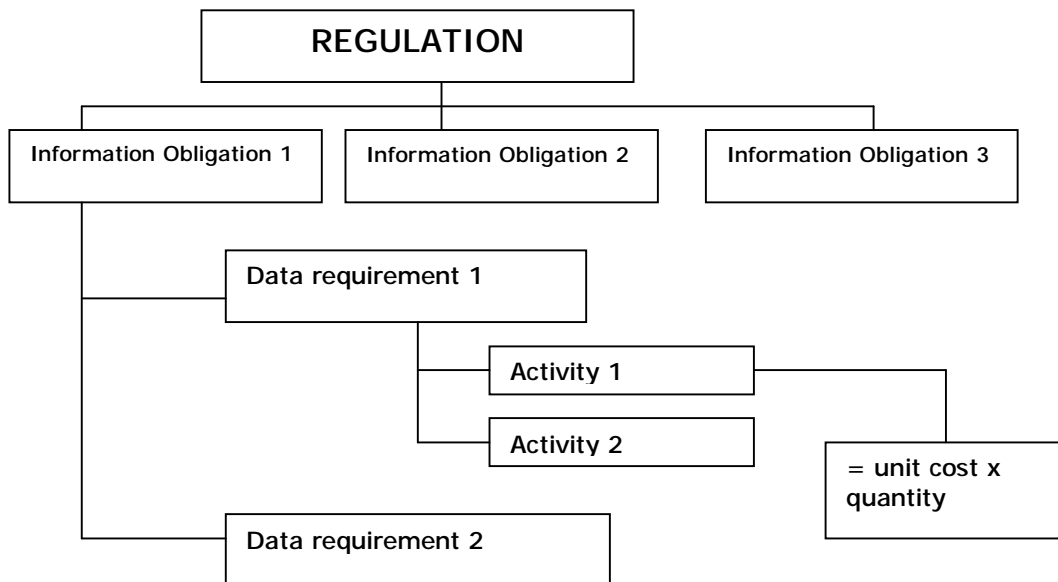 REGULATION
Information Obligation 1
Information Obligation 2
Information Obligation 3
Data requirement 1
Activity 1
Activity 2
= unit cost x
quantity
Data requirement 2